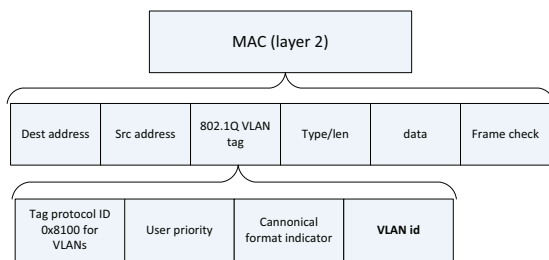 MAC (layer 2)
Dest address
Src address
802.1Q VLAN
tag
Type/len
data
Frame check
Tag protocol ID
0x8100 for
VLANs
User priority
Cannonical
format indicator
VLAN id